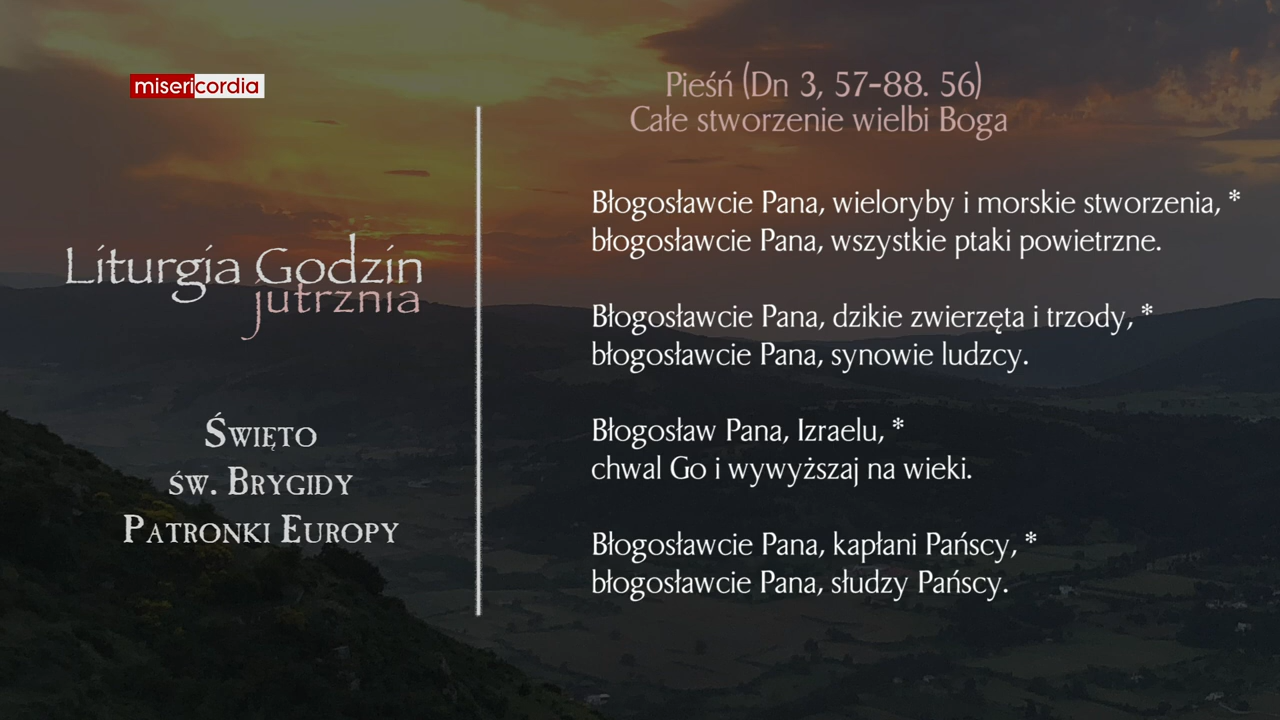 misericordia
Liturgia Godzin
jutrznia
Święto
św. Brygidy
Patronki Europy
Pieśń (Dn 3, 57-88. 56)
Całe stworzenie wielbi Boga
Błogosławcie Pana, wieloryby i morskie stworzenia, *
błogosławcie Pana, wszystkie ptaki powietrzne.
Błogosławcie Pana, dzikie zwierzęta i trzody, *
błogosławcie Pana, synowie ludzcy.
Błogosław Pana, Izraelu, *
chwal Go i wywyższaj na wieki.
Błogosławcie Pana, kapłani Pańscy, *
błogosławcie Pana, słudzy Pańscy.